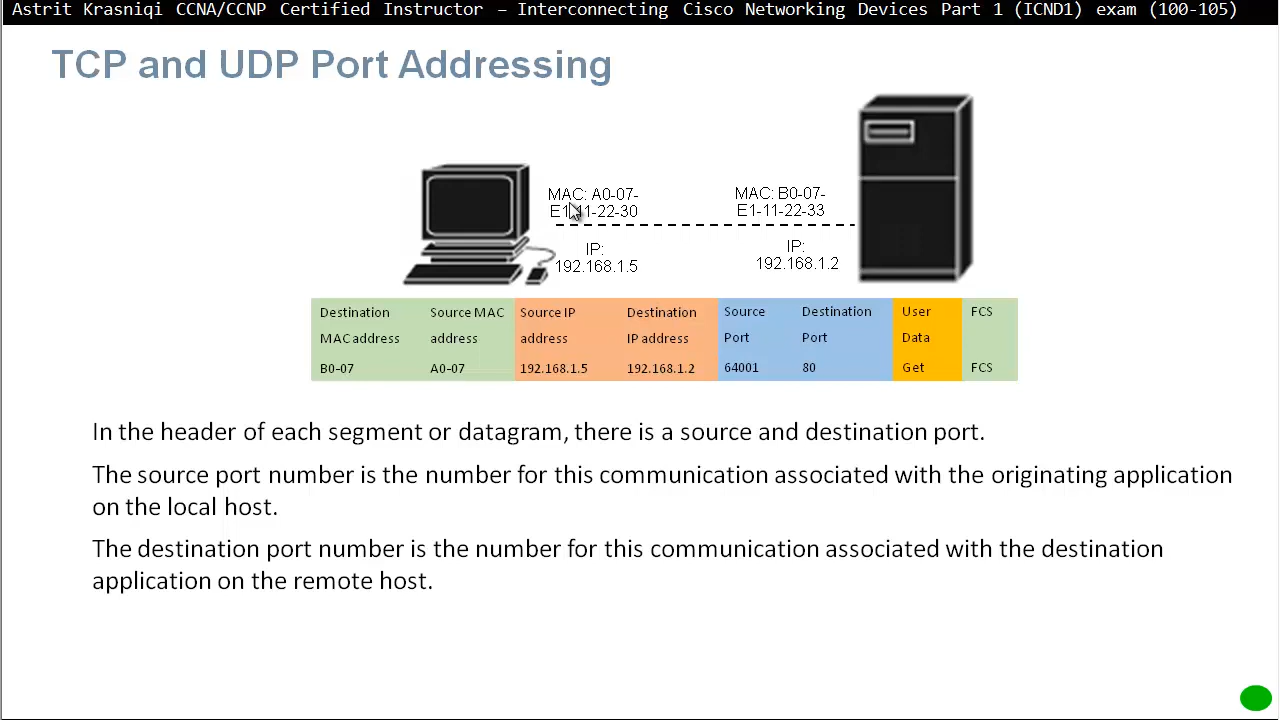 Astrit Krasniqi CCNA/CCNP Certified Instructor – Interconnecting Cisco Networking Devices Part 1 (ICND1) exam (100-105)
TCP and UDP Port Addressing
MAC: A0-07-
E1-11-22-30
IP:
192.168.1.5
MAC: B0-07-
E1-11-22-33
IP:
192.168.1.2
Destination Source MAC Source IP Destination Source Destination User FCS
MAC address address address IP address Port Port Data
B0-07 A0-07 192.168.1.5 192.168.1.2 64001 80 Get FCS
In the header of each segment or datagram, there is a source and destination port.
The source port number is the number for this communication associated with the originating application
on the local host.
The destination port number is the number for this communication associated with the destination
application on the remote host.